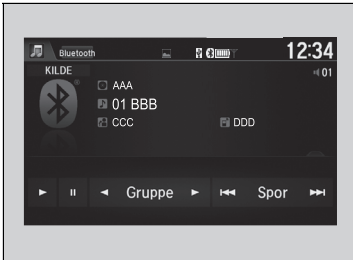 Bluetooth 12:34
KILDE 01
AAA
01 BBB
CCC DDD
Gruppe Spor